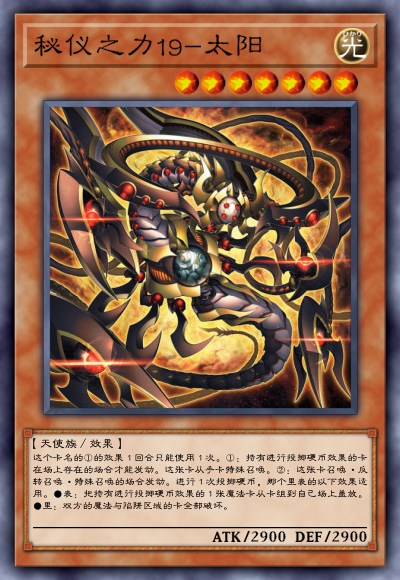 秘仪之力19-太阳
光
【天使族/效果】
这个卡名的①的效果1回合只能使用1次。①:持有进行投掷硬币效果的卡
在场上存在的场合才能发动。这张卡从手卡特殊召唤。②:这张卡召唤·反
转召唤·特殊召唤的场合发动。进行1次投掷硬币,那个里表的以下效果适
用。●表:把持有进行投掷硬币效果的1张魔法卡从卡组到自己场上盖放。
●里:双方的魔法与陷阱区域的卡全部破坏。
ATK/2900 DEF/2900